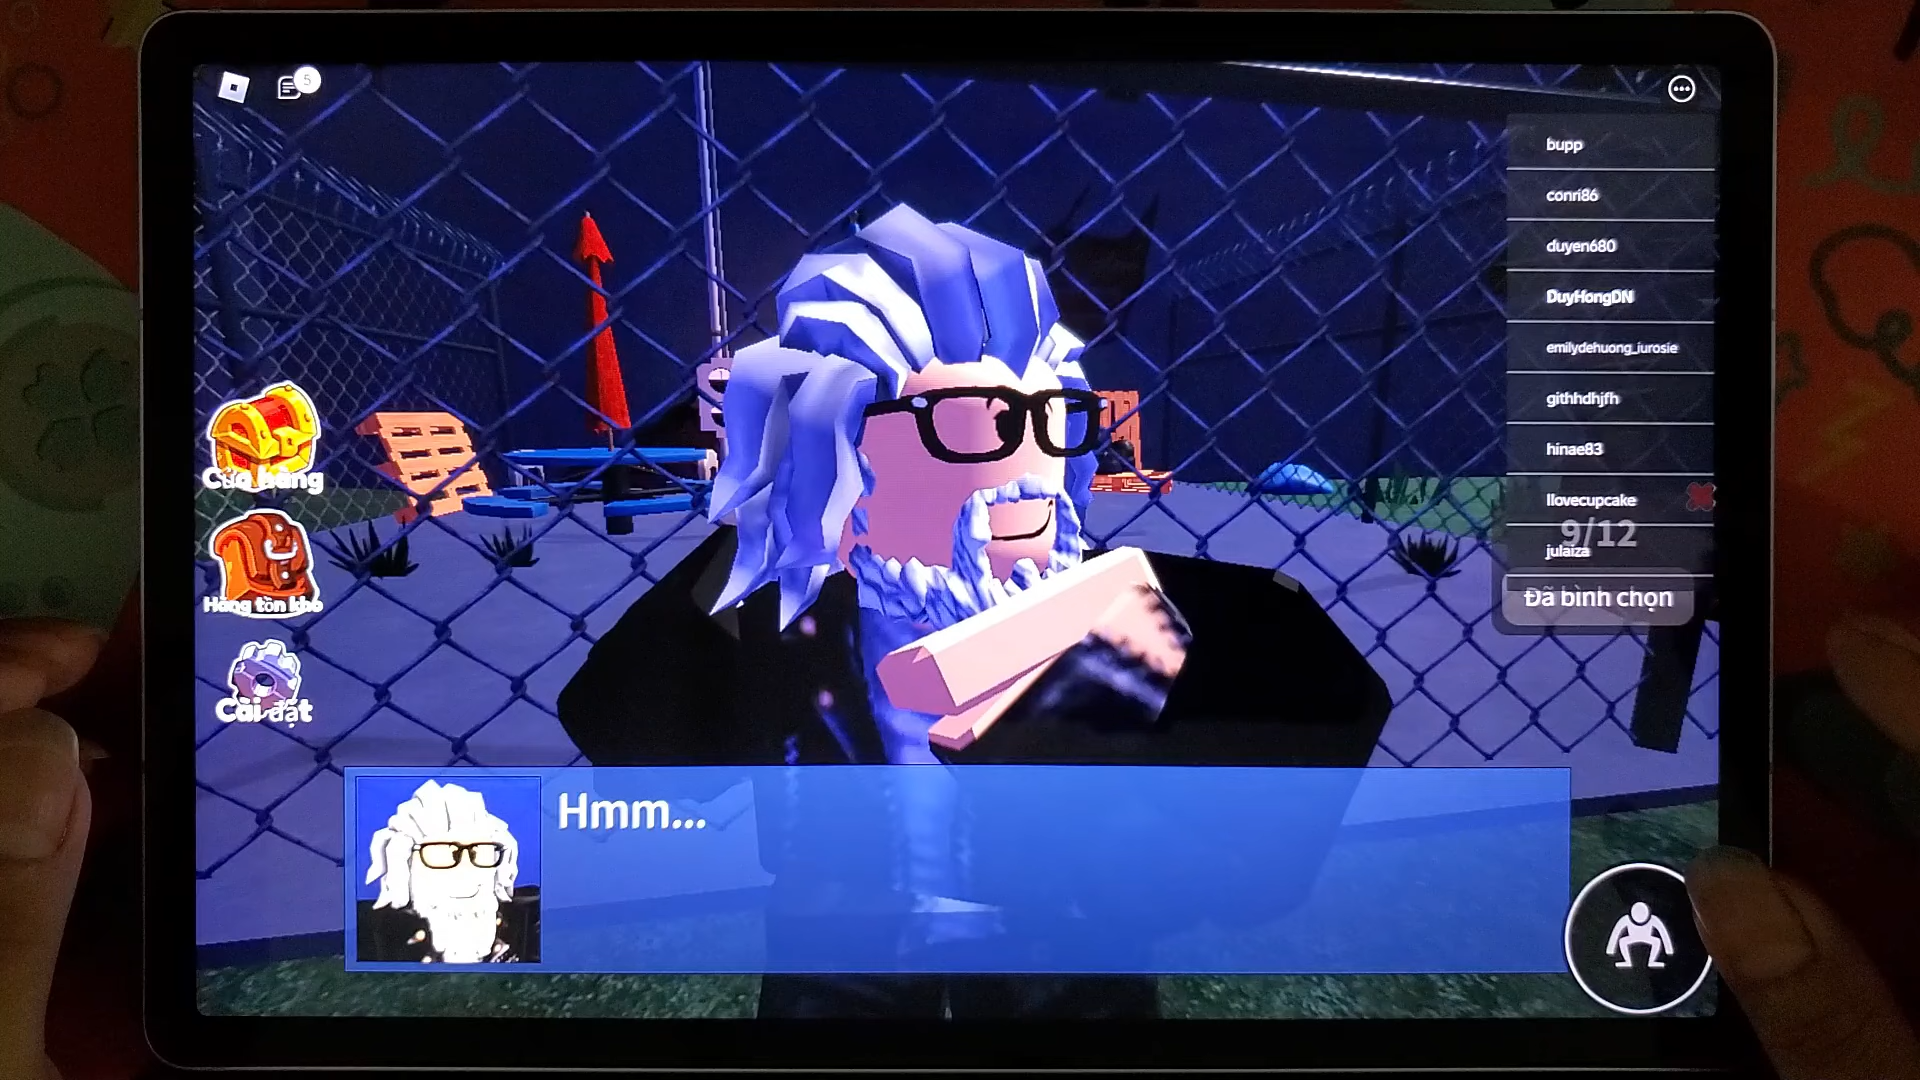 5
bupp
conri86
duyen680
DuyHongDN
emilydehuong_iurosie
githhdhjfh
hinae83
Ilovecupcake
9/12
julaiza
Đã bình chọn
Cửa hàng
Hàng tồn kho
Cài đặt
Hmm...